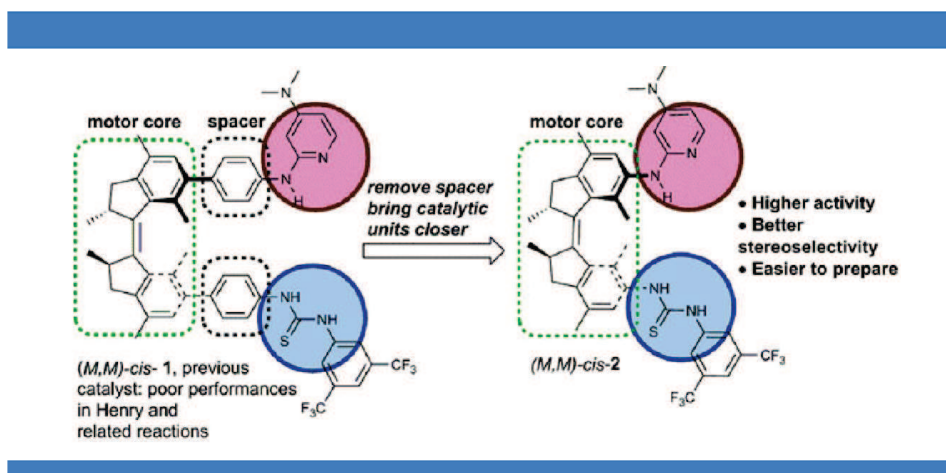 motor core
spacer
N
N
N
H
NH
S
NH
CF₃
F₃C
(M,M)-cis- 1, previous
catalyst: poor performances
in Henry and
related reactions
remove spacer
bring catalytic
units closer
motor core
N
N
N
H
NH
S
NH
CF₃
F₃C
(M,M)-cis-2
• Higher activity
• Better
stereoselectivity
• Easier to prepare